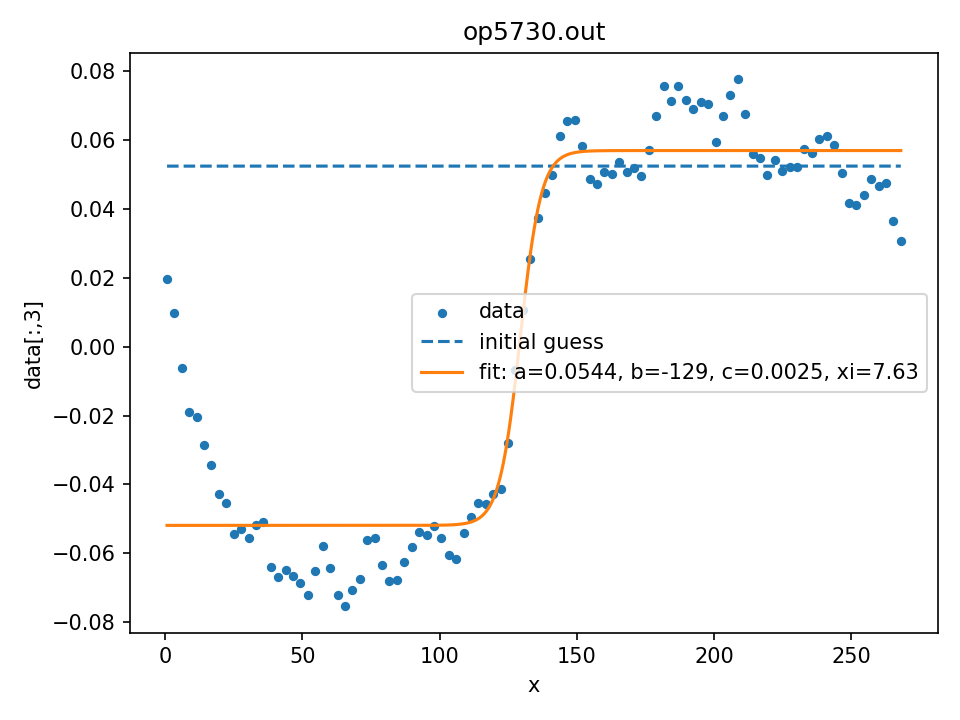 op5730.out
0.08
0.06
0.04
0.02
0.00
−0.02
−0.04
−0.06
−0.08
data[:,3]
data
initial guess
fit: a=0.0544, b=-129, c=0.0025, xi=7.63
0 50 100 150 200 250
x